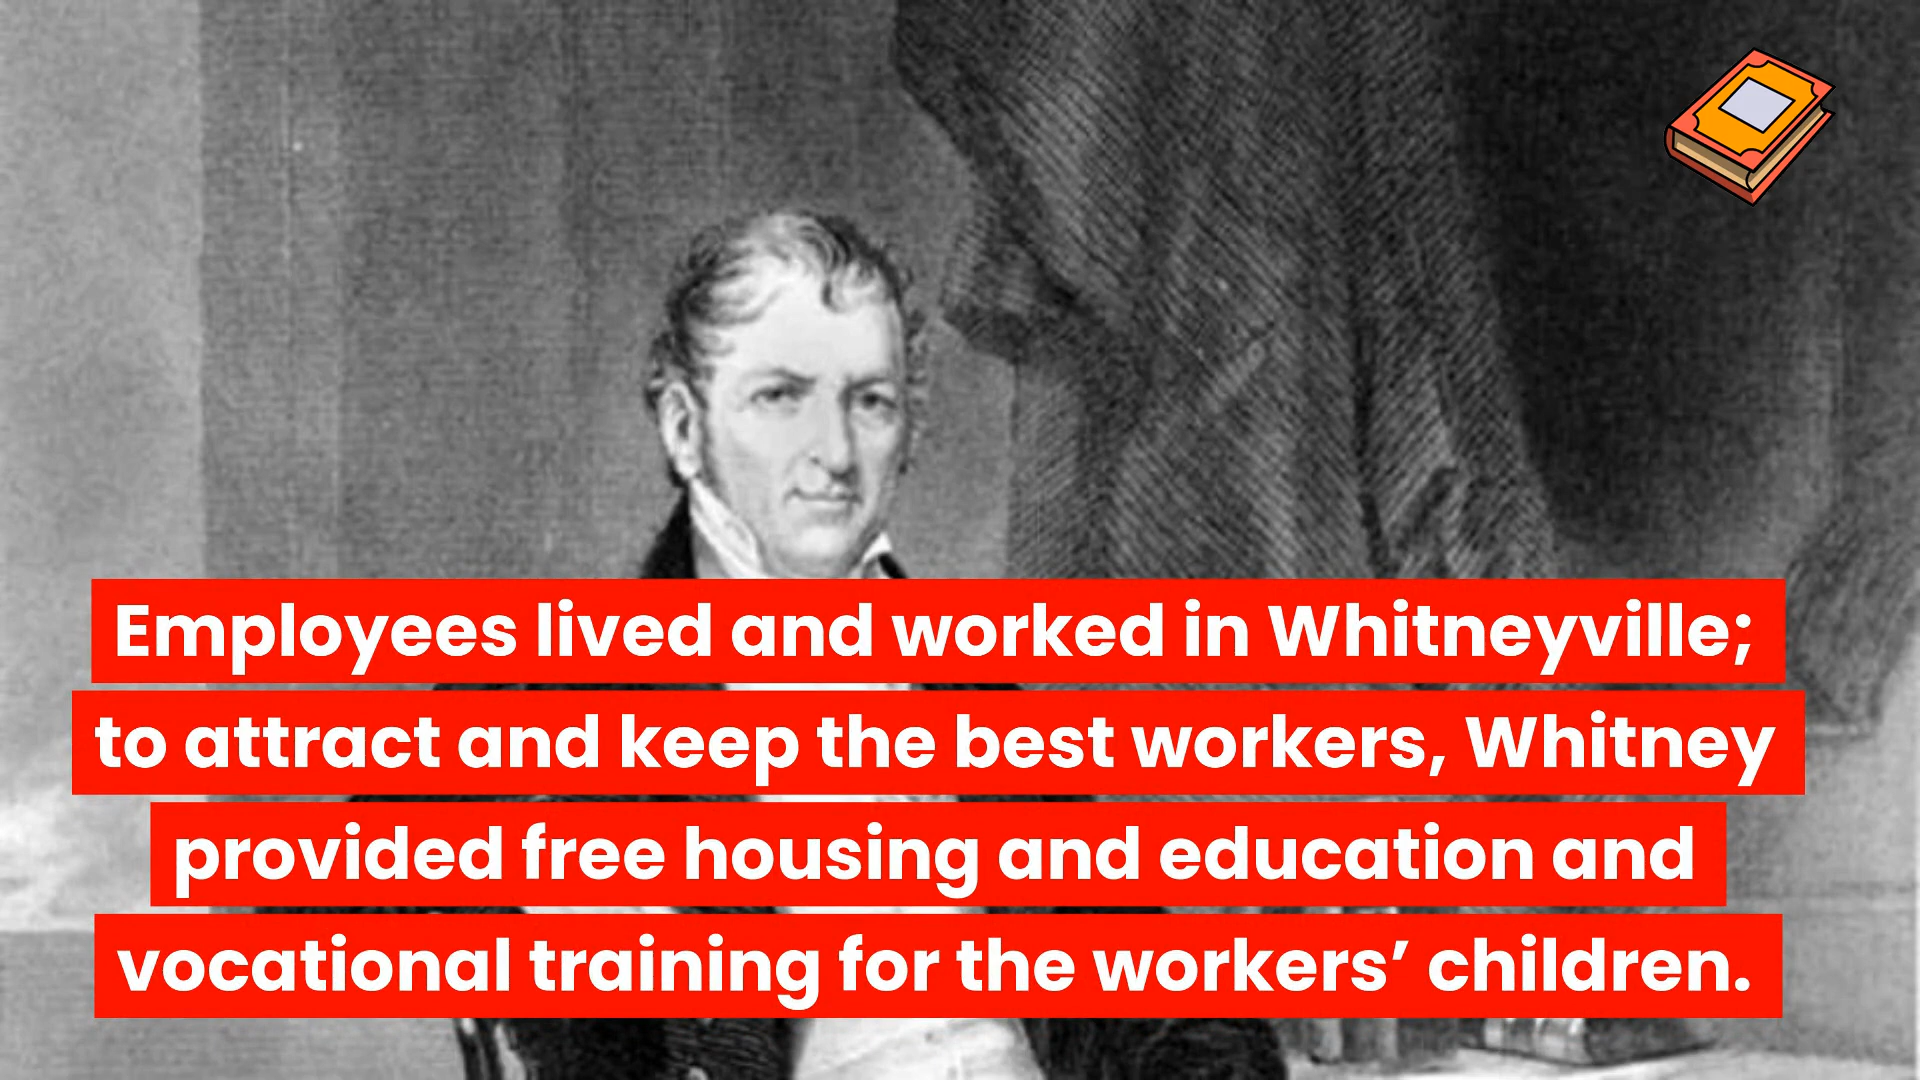 Employees lived and worked in Whitneyville;
to attract and keep the best workers, Whitney
provided free housing and education and
vocational training for the workers’ children.